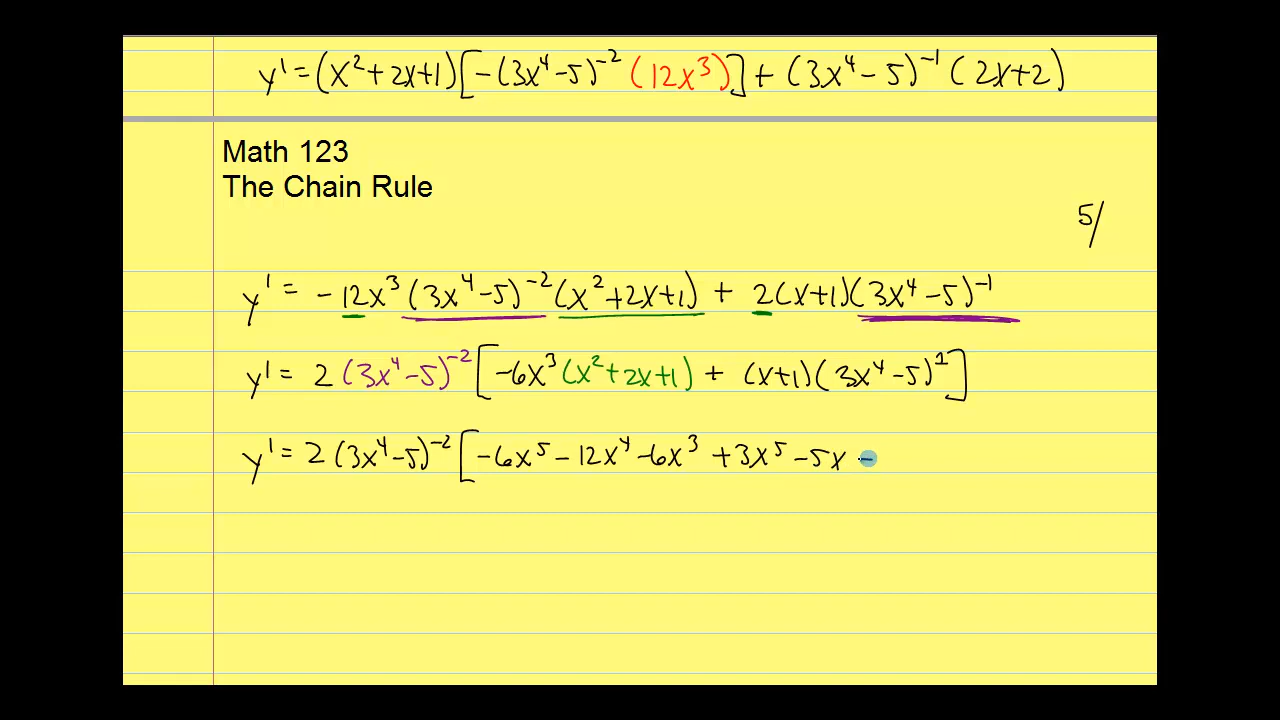 y' = (x²+2x+1)[-(3x⁴-5)⁻²(12x³)] + (3x⁴-5)⁻¹(2x+2)
Math 123
The Chain Rule
5/
y' = -12x³(3x⁴-5)⁻²(x²+2x+1) + 2(x+1)(3x⁴-5)⁻¹
y' = 2(3x⁴-5)⁻²[-6x³(x²+2x+1) + (x+1)(3x⁴-5)¹]
y' = 2(3x⁴-5)⁻²[-6x⁵-12x⁴-6x³+3x⁵-5x -